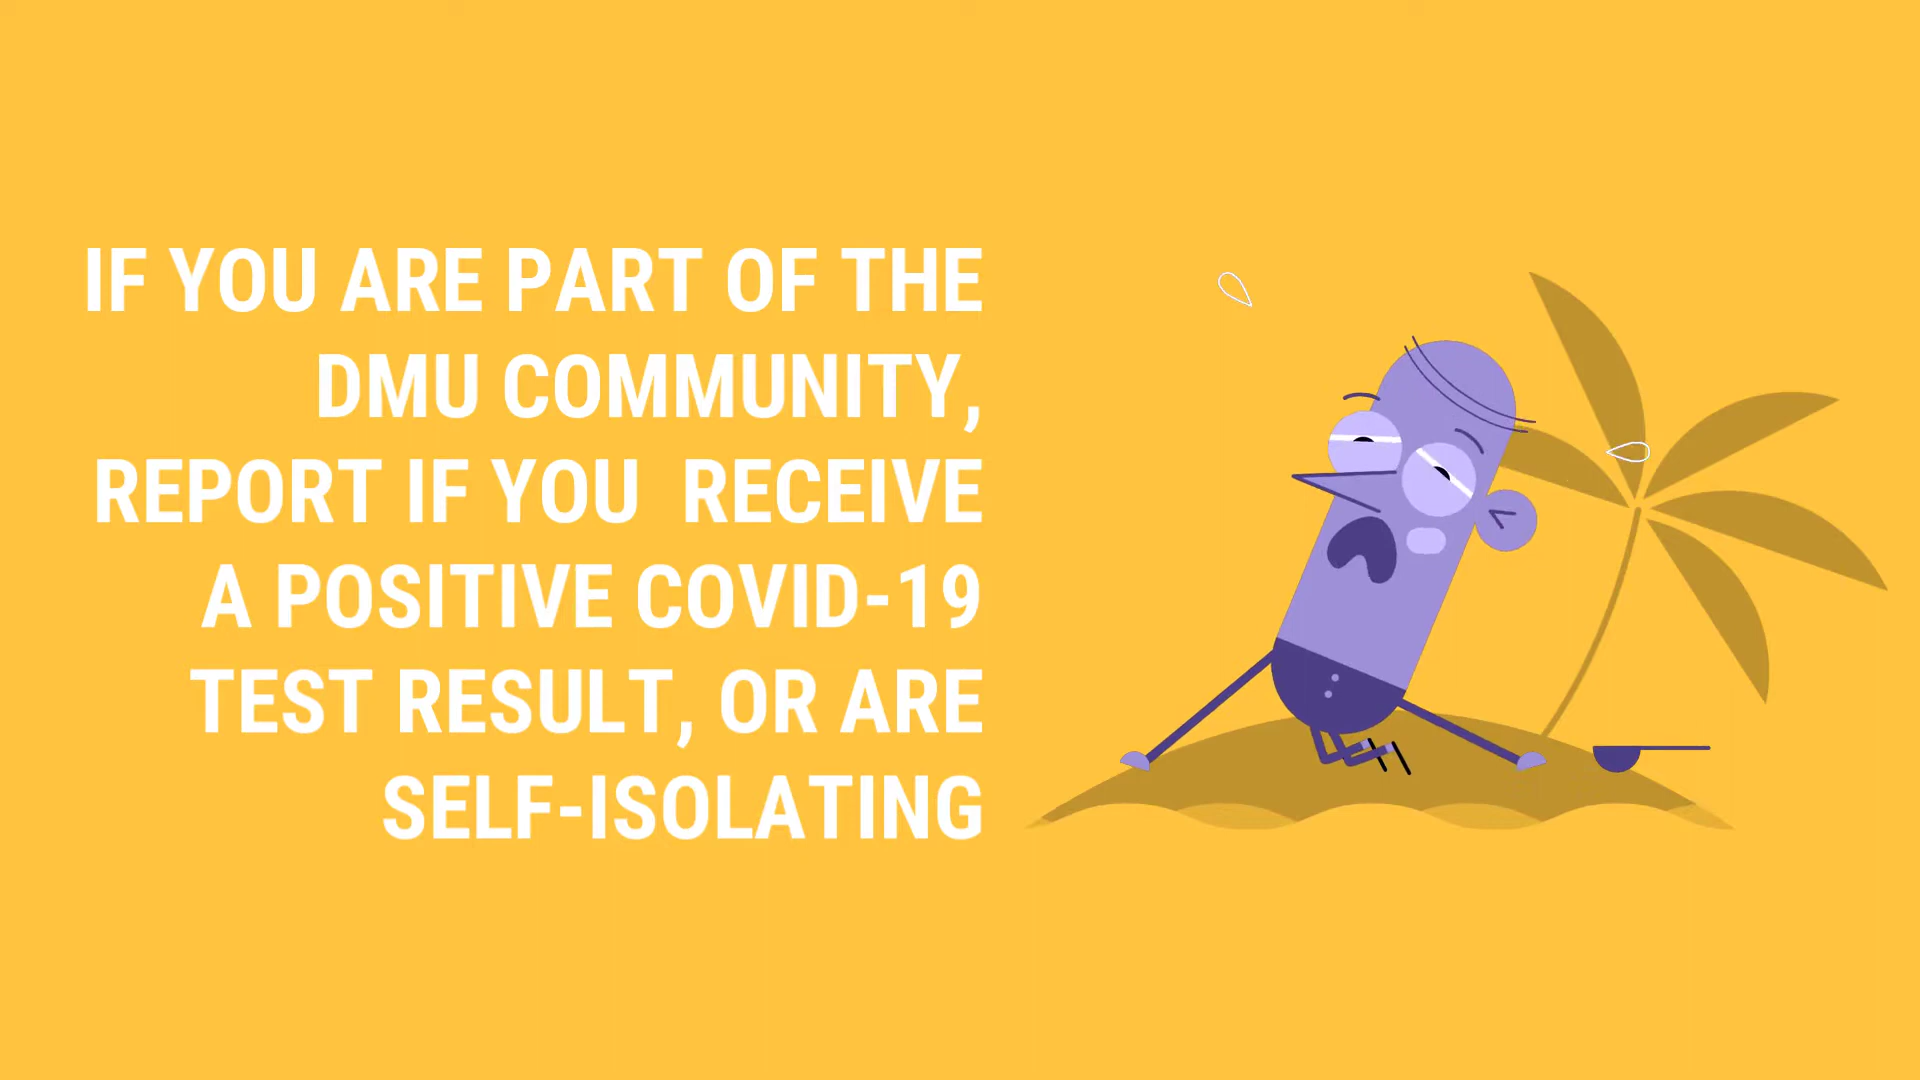 IF YOU ARE PART OF THE
DMU COMMUNITY,
REPORT IF YOU  RECEIVE
A POSITIVE COVID-19
TEST RESULT, OR ARE
SELF-ISOLATING